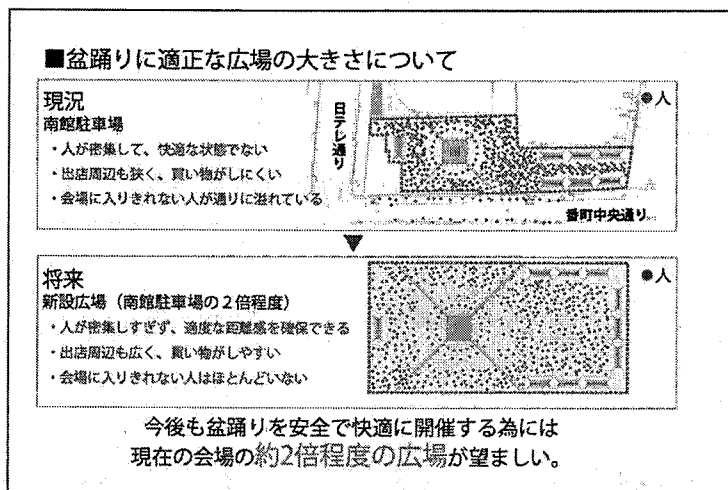 ■盆踊りに適正な広場の大きさについて
現況
南館駐車場
・人が密集して、快適な状態でない
・出店周辺も狭く、買い物がしにくい
・会場に入りきれない人が通りに溢れている
日テレ通り
●人
番町中央通り
▼
将来
新設広場（南館駐車場の２倍程度）
・人が密集しすぎず、適度な距離感を確保できる
・出店周辺も広く、買い物がしやすい
・会場に入りきれない人はほとんどいない
●人
今後も盆踊りを安全で快適に開催する為には
現在の会場の約2倍程度の広場が望ましい。